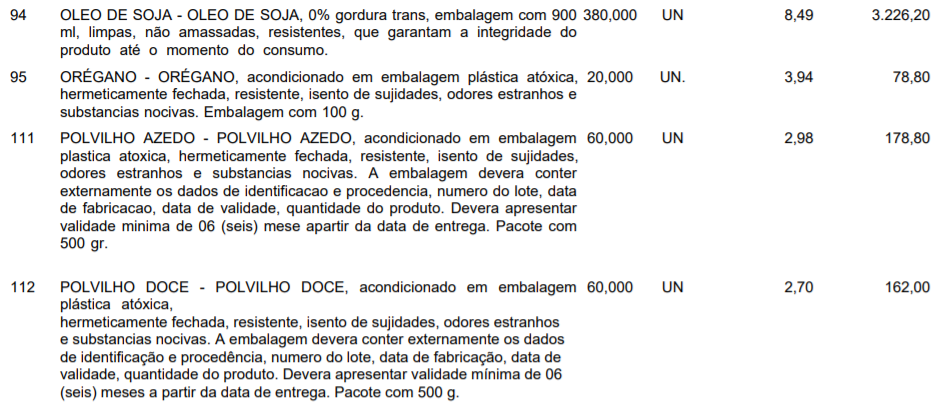 94 OLEO DE SOJA - OLEO DE SOJA, 0% gordura trans, embalagem com 900 380,000 UN 8,49 3.226,20
ml, limpas, não amassadas, resistentes, que garantam a integridade do
produto até o momento do consumo.
95 ORÉGANO - ORÉGANO, acondicionado em embalagem plástica atóxica, 20,000 UN. 3,94 78,80
hermeticamente fechada, resistente, isento de sujidades, odores estranhos e
substancias nocivas. Embalagem com 100 g.
111 POLVILHO AZEDO - POLVILHO AZEDO, acondicionado em embalagem 60,000 UN 2,98 178,80
plastica atoxica, hermeticamente fechada, resistente, isento de sujidades,
odores estranhos e substancias nocivas. A embalagem devera conter
externamente os dados de identificacao e procedencia, numero do lote, data
de fabricacao, data de validade, quantidade do produto. Devera apresentar
validade minima de 06 (seis) mese apartir da data de entrega. Pacote com
500 gr.
112 POLVILHO DOCE - POLVILHO DOCE, acondicionado em embalagem 60,000 UN 2,70 162,00
plástica atóxica,
hermeticamente fechada, resistente, isento de sujidades, odores estranhos
e substancias nocivas. A embalagem devera conter externamente os dados
de identificação e procedência, numero do lote, data de fabricação, data de
validade, quantidade do produto. Devera apresentar validade mínima de 06
(seis) meses a partir da data de entrega. Pacote com 500 g.